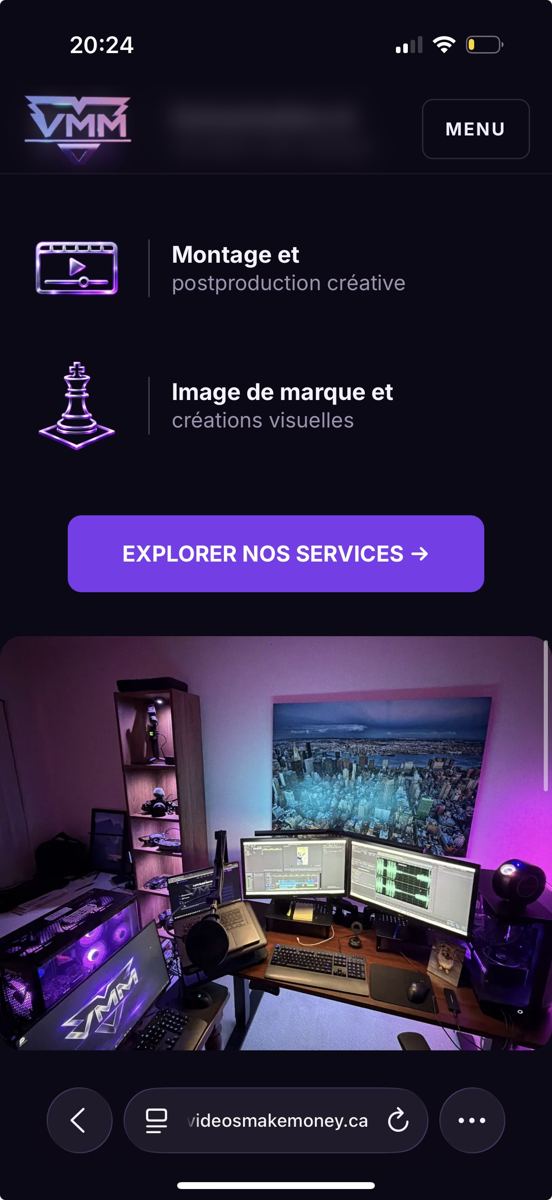 20:24
VMM
MENU
Montage et
postproduction créative
Image de marque et
créations visuelles
EXPLORER NOS SERVICES →
VMM
videosmakemoney.ca